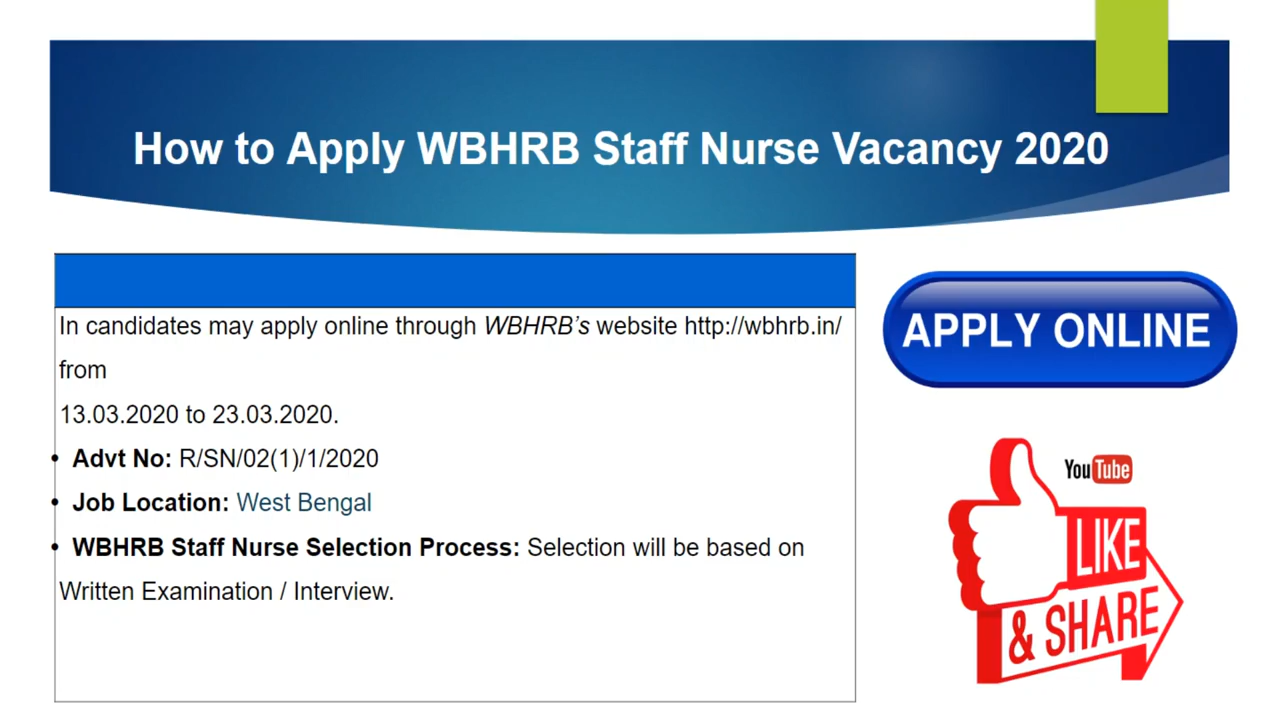 How to Apply WBHRB Staff Nurse Vacancy 2020
In candidates may apply online through WBHRB’s website http://wbhrb.in/
from
13.03.2020 to 23.03.2020.
• Advt No: R/SN/02(1)/1/2020
• Job Location: West Bengal
• WBHRB Staff Nurse Selection Process: Selection will be based on
Written Examination / Interview.
APPLY ONLINE
YouTube
LIKE
& SHARE